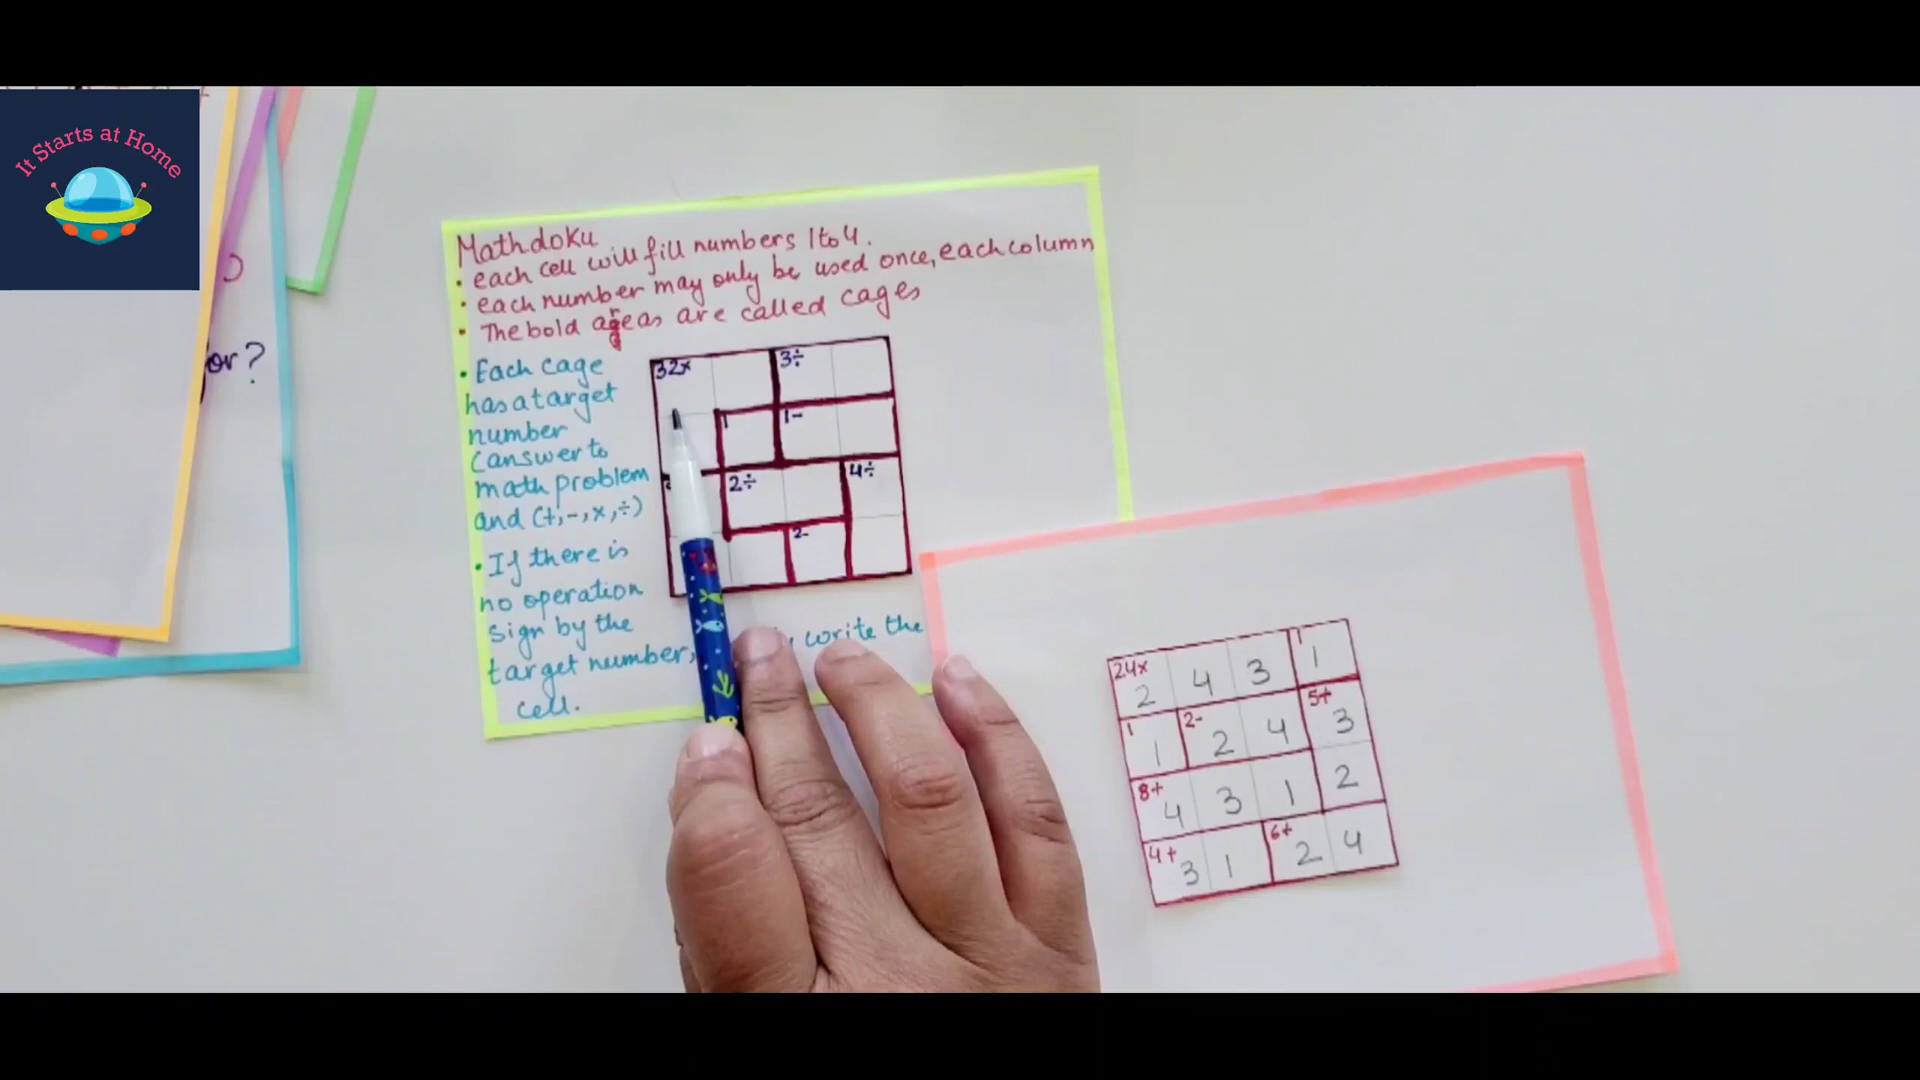 It Starts at Home
or?
Mathdoku
• each cell will fill numbers 1 to 4.
• each number may only be used once, each column
• The bold areas are called cages
• Each cage
has a target
number
(answer to
math problem
and (+, -, x, ÷)
• If there is
no operation
sign by the
target number, write the
cell.
32x 3÷
1 1-
2÷ 4÷
2
24x 1
2 4 3 1
1 2- 5+
1 2 4 3
8+
4 3 1 2
4+ 6+
3 1 2 4